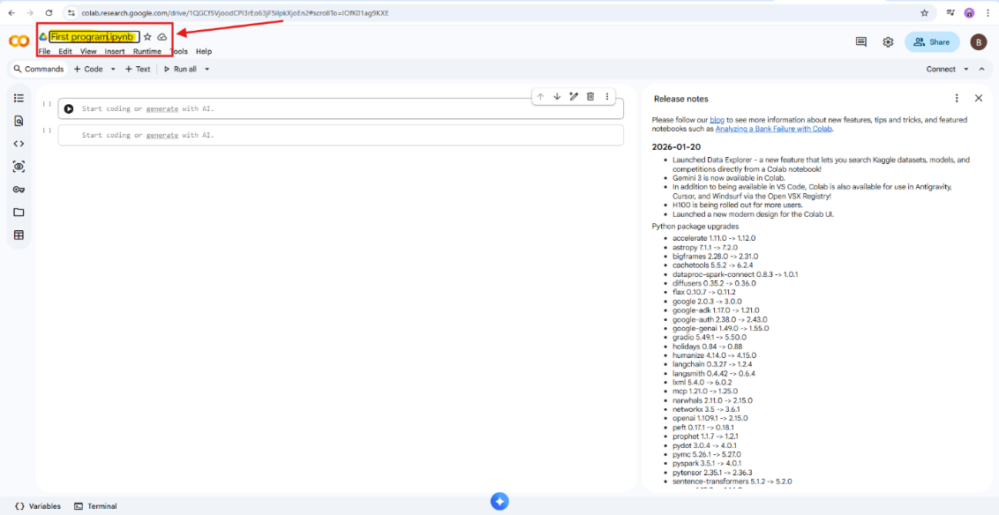 colab.research.google.com/drive/1QGCf5VjoodCPl3rEo63jF5iIpkXjoEn2#scrollTo=IOfK01ag9KXE
First program.ipynb
File Edit View Insert Runtime Tools Help
Share
B
Commands + Code + Text Run all
Connect
[ ] Start coding or generate with AI.
[ ] Start coding or generate with AI.
Release notes
Please follow our blog to see more information about new features, tips and tricks, and featured
notebooks such as Analyzing a Bank Failure with Colab.
2026-01-20
• Launched Data Explorer - a new feature that lets you search Kaggle datasets, models, and
competitions directly from a Colab notebook!
• Gemini 3 is now available in Colab.
• In addition to being available in VS Code, Colab is also available for use in Antigravity,
Cursor, and Windsurf via the Open VSX Registry!
• H100 is being rolled out for more users.
• Launched a new modern design for the Colab UI.
Python package upgrades
• accelerate 1.11.0 -> 1.12.0
• astropy 7.1.1 -> 7.2.0
• bigframes 2.28.0 -> 2.31.0
• cachetools 5.5.2 -> 6.2.4
• dataproc-spark-connect 0.8.3 -> 1.0.1
• diffusers 0.35.2 -> 0.36.0
• flax 0.10.7 -> 0.11.2
• google 2.0.3 -> 3.0.0
• google-adk 1.17.0 -> 1.21.0
• google-auth 2.38.0 -> 2.43.0
• google-genai 1.49.0 -> 1.55.0
• gradio 5.49.1 -> 5.50.0
• holidays 0.84 -> 0.88
• humanize 4.14.0 -> 4.15.0
• langchain 0.3.27 -> 1.2.4
• langsmith 0.4.42 -> 0.6.4
• lxml 5.4.0 -> 6.0.2
• mcp 1.21.0 -> 1.25.0
• narwhals 2.11.0 -> 2.15.0
• networkx 3.5 -> 3.6.1
• openai 1.109.1 -> 2.15.0
• peft 0.17.1 -> 0.18.1
• prophet 1.1.7 -> 1.2.1
• pydot 3.0.4 -> 4.0.1
• pymc 5.26.1 -> 5.27.0
• pyspark 3.5.1 -> 4.0.1
• pytensor 2.35.1 -> 2.36.3
• sentence-transformers 5.1.2 -> 5.2.0
Variables Terminal